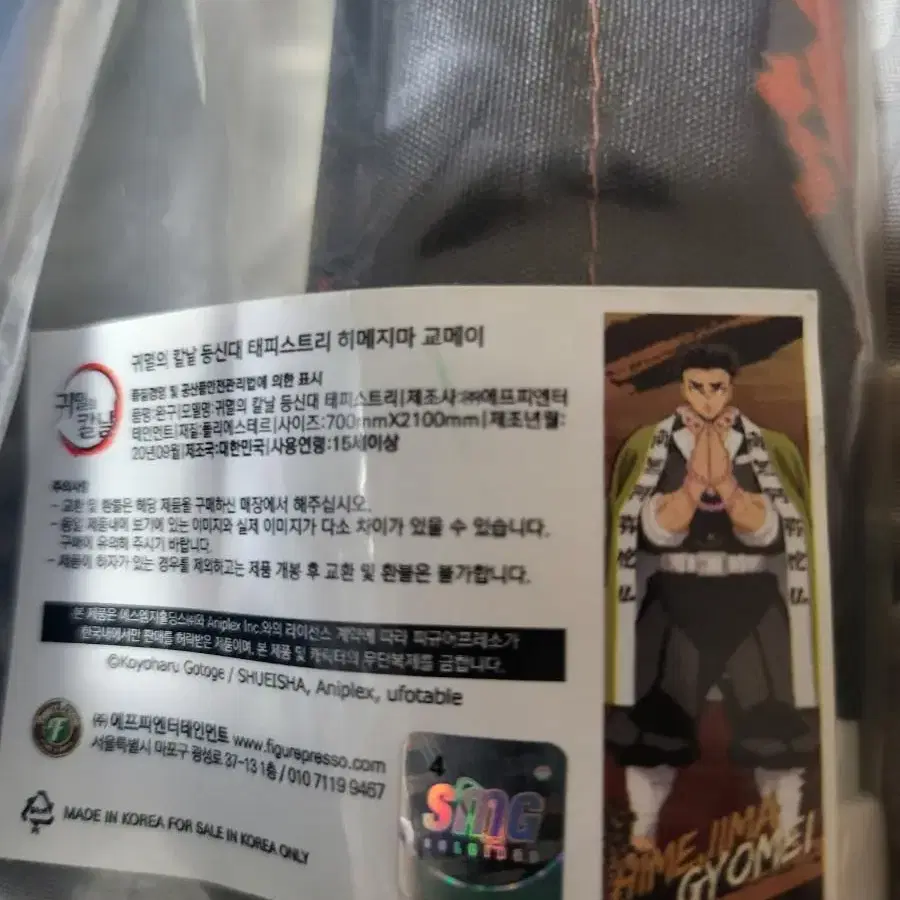 귀멸의 칼날 등신대 태피스트리 히메지마 교메이
귀멸의 칼날
품질경영 및 공산품안전관리법에 의한 표시
품명:완구|모델명:귀멸의 칼날 등신대 태피스트리|제조사:㈜에프피엔터
테인먼트|재질:폴리에스테르|사이즈:700mmX2100mm|제조년월:
20년09월|제조국:대한민국|사용연령:15세이상
주의사항
- 교환 및 환불은 해당 제품을 구매하신 매장에서 해주십시오.
- 동일 제품내에 보기에 있는 이미지와 실제 이미지가 다소 차이가 있을 수 있습니다.
구매에 유의해 주시기 바랍니다.
- 제품이 하자가 있는 경우를 제외하고는 제품 개봉 후 교환 및 환불은 불가합니다.
본 제품은 에스엠지홀딩스㈜와 Aniplex Inc.와의 라이선스 계약에 따라 피규어프레소가
한국내에서만 판매를 허락받은 제품이며, 본 제품 및 캐릭터의 무단복제를 금합니다.
©Koyoharu Gotoge / SHUEISHA, Aniplex, ufotable
㈜에프피엔터테인먼트 www.figurepresso.com
서울특별시 마포구 광성로 37-13 1층 / 010 7119 9467
MADE IN KOREA FOR SALE IN KOREA ONLY
4
SMG
HOLDINGS
HIMEJIMA
GYOMEI